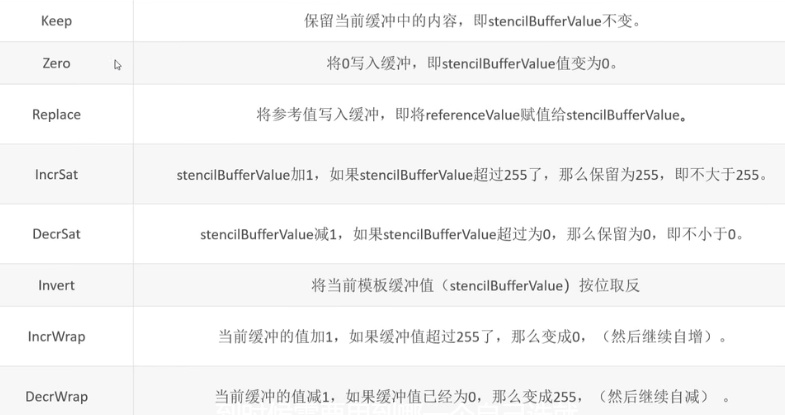 Keep 保留当前缓冲中的内容，即stencilBufferValue不变。
Zero 将0写入缓冲，即stencilBufferValue值变为0。
Replace 将参考值写入缓冲，即将referenceValue赋值给stencilBufferValue。
IncrSat stencilBufferValue加1，如果stencilBufferValue超过255了，那么保留为255，即不大于255。
DecrSat stencilBufferValue减1，如果stencilBufferValue超过为0，那么保留为0，即不小于0。
Invert 将当前模板缓冲值（stencilBufferValue）按位取反
IncrWrap 当前缓冲的值加1，如果缓冲值超过255了，那么变成0，（然后继续自增）。
DecrWrap 当前缓冲的值减1，如果缓冲值已经为0，那么变成255，（然后继续自减） 。